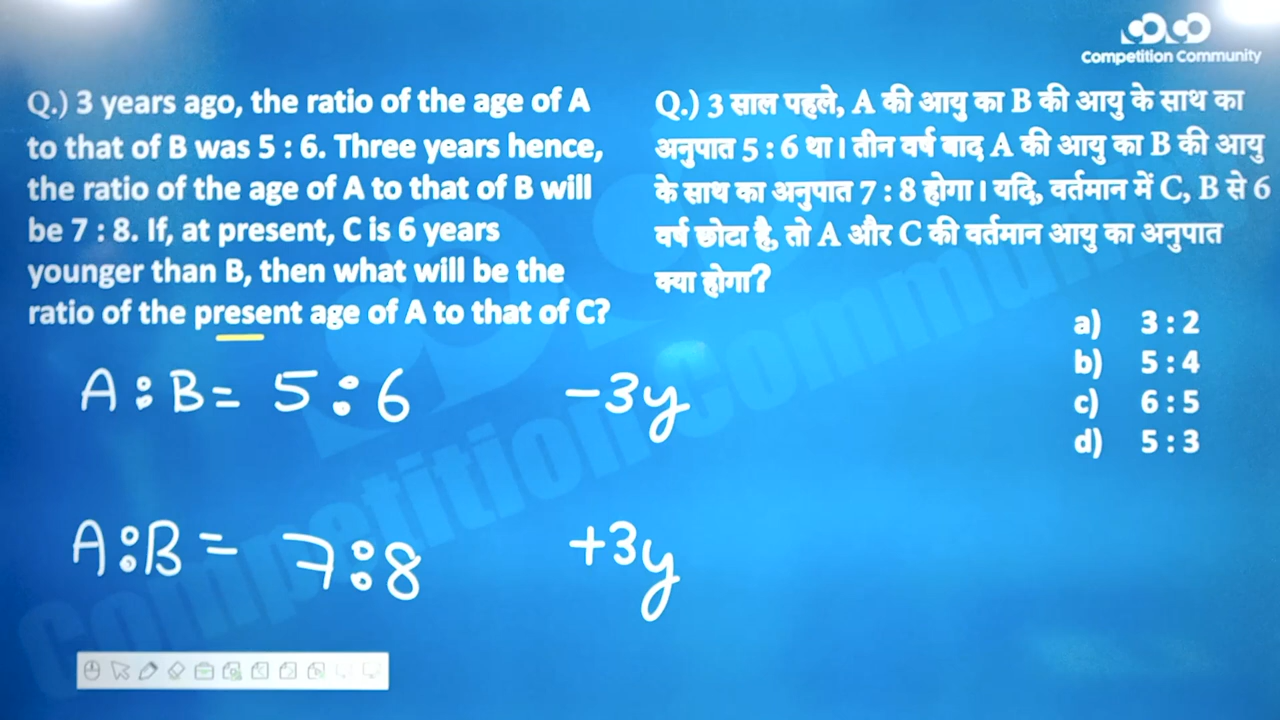 Competition Community
Q.) 3 years ago, the ratio of the age of A
to that of B was 5 : 6. Three years hence,
the ratio of the age of A to that of B will
be 7 : 8. If, at present, C is 6 years
younger than B, then what will be the
ratio of the present age of A to that of C?
Q.) 3 साल पहले, A की आयु का B की आयु के साथ का
अनुपात 5 : 6 था। तीन वर्ष बाद A की आयु का B की आयु
के साथ का अनुपात 7 : 8 होगा। यदि, वर्तमान में C, B से 6
वर्ष छोटा है, तो A और C की वर्तमान आयु का अनुपात
क्या होगा?
a) 3 : 2
b) 5 : 4
c) 6 : 5
d) 5 : 3
A : B = 5 : 6 -3y
A : B = 7 : 8 +3y
Competition Community